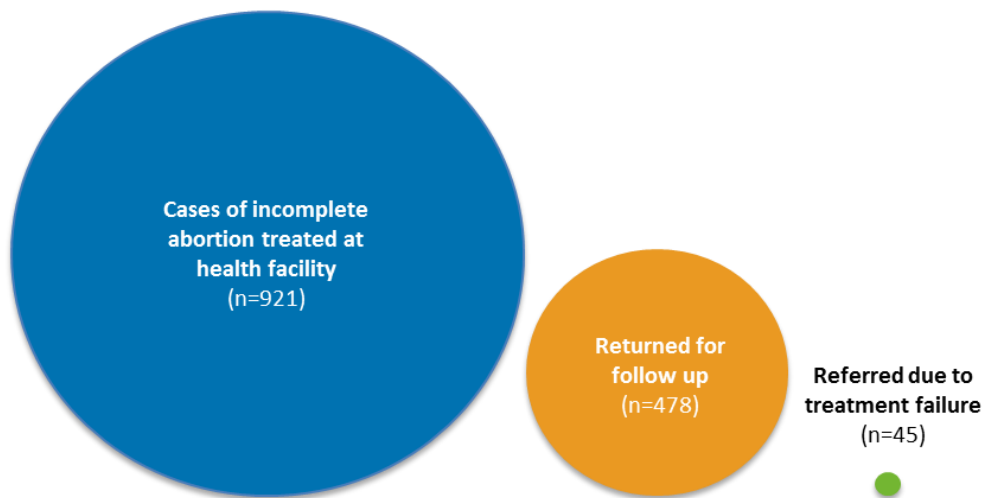 Cases of incomplete
abortion treated at
health facility
(n=921)
Returned for
follow up
(n=478)
Referred due to
treatment failure
(n=45)